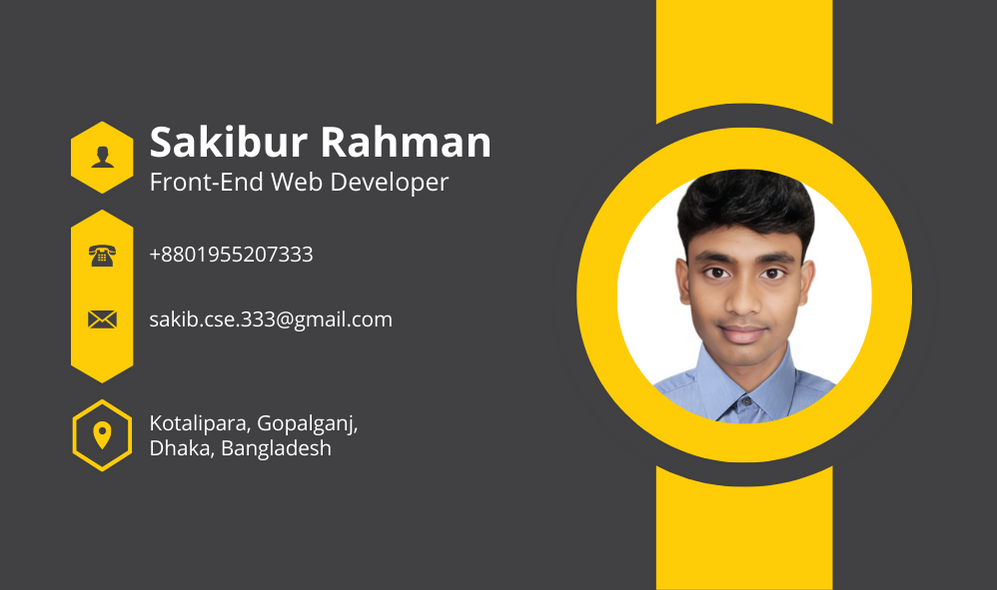 Sakibur Rahman
Front-End Web Developer
+8801955207333
sakib.cse.333@gmail.com
Kotalipara, Gopalganj,
Dhaka, Bangladesh